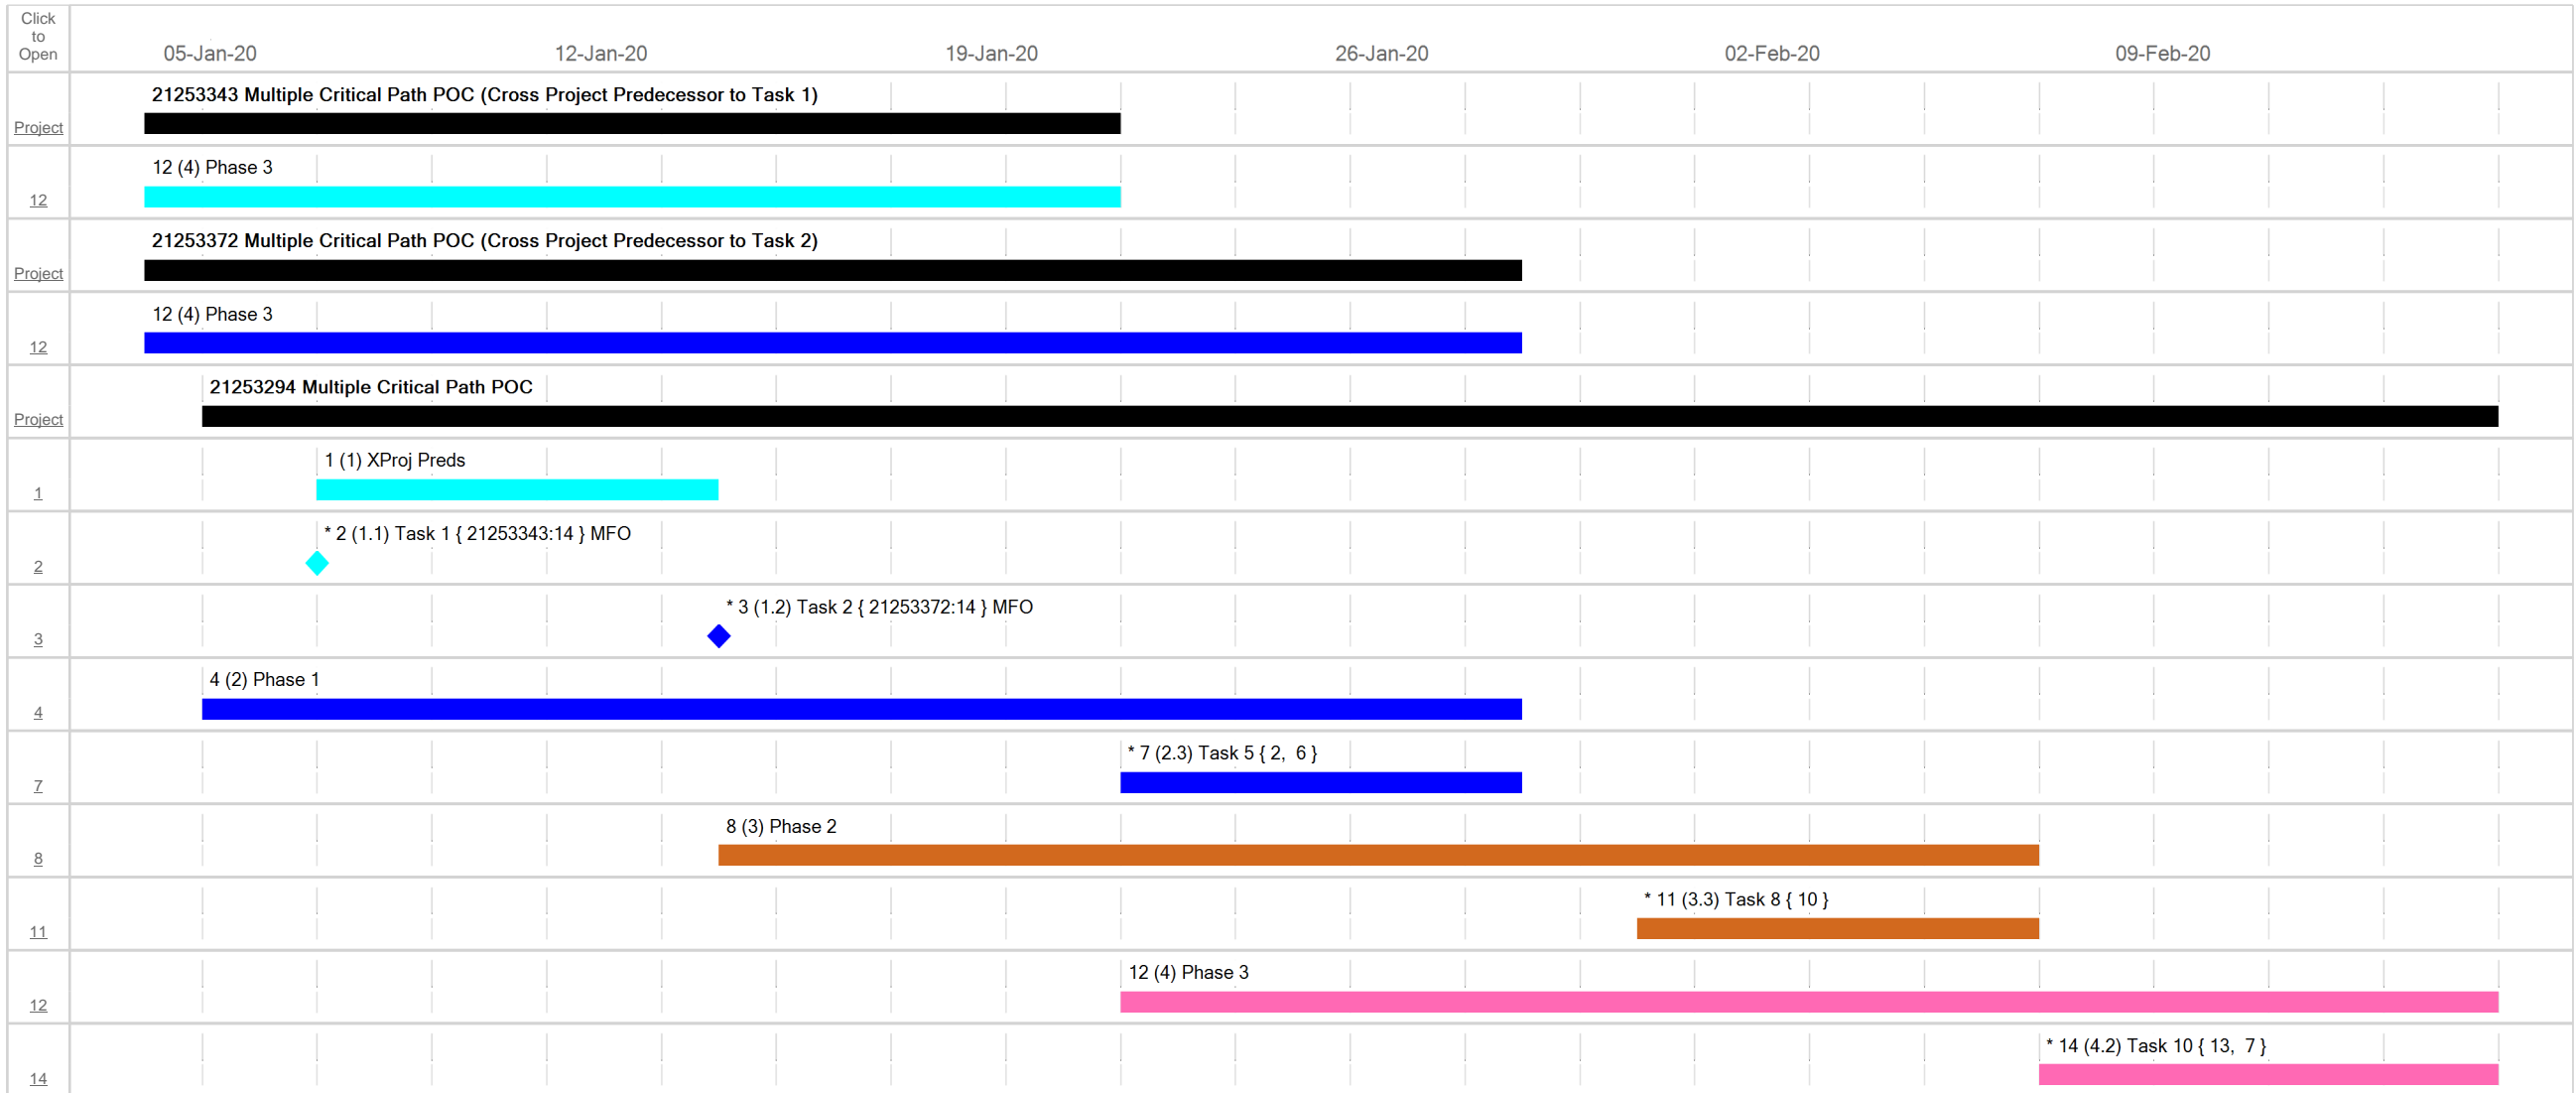 Click
to
Open
05-Jan-20 12-Jan-20 19-Jan-20 26-Jan-20 02-Feb-20 09-Feb-20
21253343 Multiple Critical Path POC (Cross Project Predecessor to Task 1)
Project
12 (4) Phase 3
12
21253372 Multiple Critical Path POC (Cross Project Predecessor to Task 2)
Project
12 (4) Phase 3
12
21253294 Multiple Critical Path POC
Project
1 (1) XProj Preds
1
* 2 (1.1) Task 1 { 21253343:14 } MFO
2
* 3 (1.2) Task 2 { 21253372:14 } MFO
3
4 (2) Phase 1
4
* 7 (2.3) Task 5 { 2, 6 }
7
8 (3) Phase 2
8
* 11 (3.3) Task 8 { 10 }
11
12 (4) Phase 3
12
* 14 (4.2) Task 10 { 13, 7 }
14